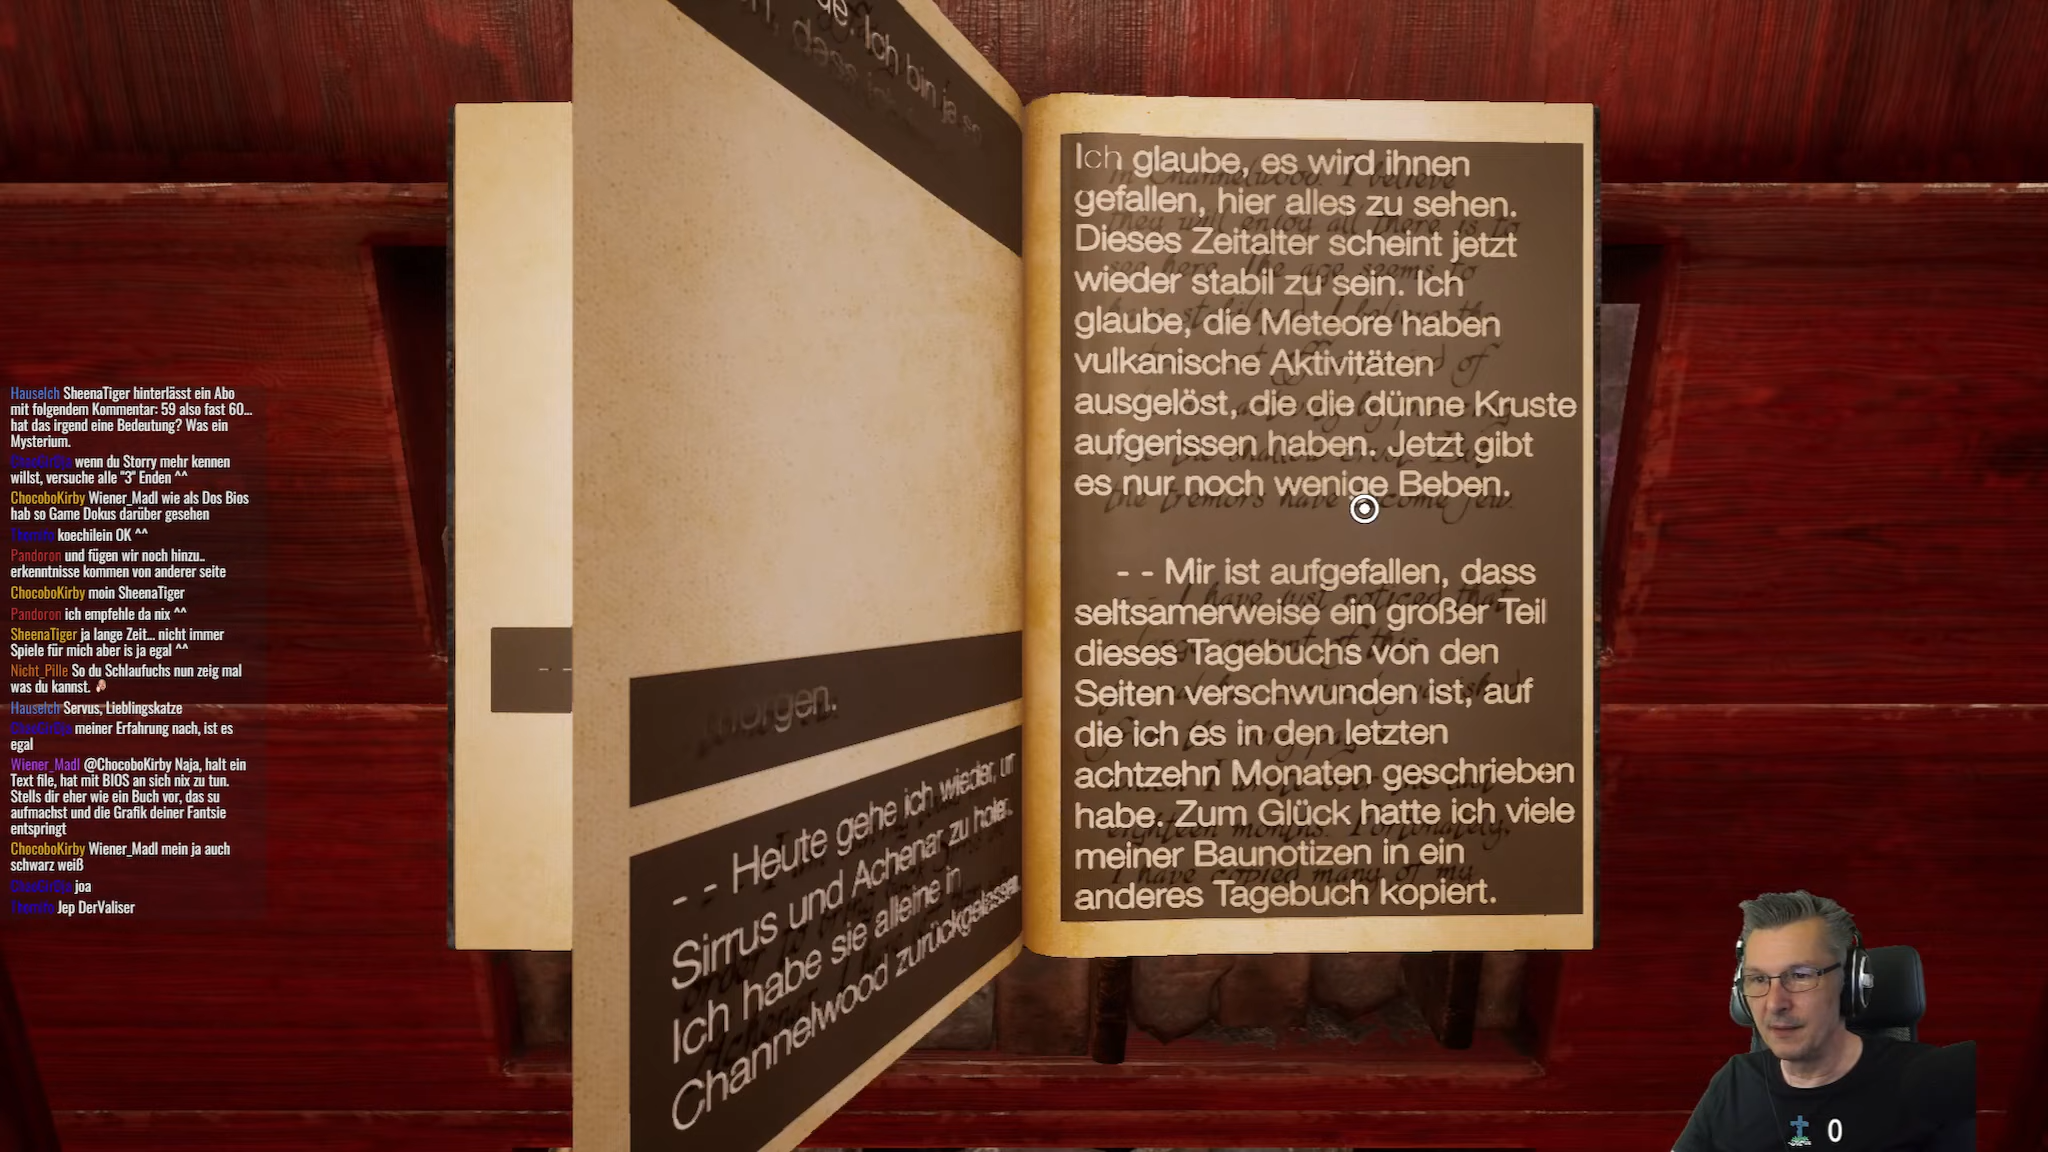 Hauselch SheenaTiger hinterlässt ein Abo
mit folgendem Kommentar: 59 also fast 60...
hat das irgend eine Bedeutung? Was ein
Mysterium.
wenn du Storry mehr kennen
willst, versuche alle "3" Enden ^^
ChocoboKirby Wiener_Madl wie als Dos Bios
hab so Game Dokus darüber gesehen
koechilein OK ^^
Pandoron und fügen wir noch hinzu..
erkenntnisse kommen von anderer seite
ChocoboKirby moin SheenaTiger
Pandoron ich empfehle da nix ^^
SheenaTiger ja lange Zeit... nicht immer
Spiele für mich aber is ja egal ^^
Nicht_Pille So du Schlaufuchs nun zeig mal
was du kannst.
Hauselch Servus, Lieblingskatze
meiner Erfahrung nach, ist es
egal
Wiener_Madl @ChocoboKirby Naja, halt ein
Text file, hat mit BIOS an sich nix zu tun.
Stells dir eher wie ein Buch vor, das su
aufmachst und die Grafik deiner Fantsie
entspringt
ChocoboKirby Wiener_Madl mein ja auch
schwarz weiß
joa
Jep DerValiser
- -
Ich bin ja so
dass ich
morgen.
- - Heute gehe ich wieder, um
Sirrus und Achenar zu holen.
Ich habe sie alleine in
Channelwood zurückgelassen.
Ich glaube, es wird ihnen
gefallen, hier alles zu sehen.
Dieses Zeitalter scheint jetzt
wieder stabil zu sein. Ich
glaube, die Meteore haben
vulkanische Aktivitäten
ausgelöst, die die dünne Kruste
aufgerissen haben. Jetzt gibt
es nur noch wenige Beben.
- - Mir ist aufgefallen, dass
seltsamerweise ein großer Teil
dieses Tagebuchs von den
Seiten verschwunden ist, auf
die ich es in den letzten
achtzehn Monaten geschrieben
habe. Zum Glück hatte ich viele
meiner Baunotizen in ein
anderes Tagebuch kopiert.
0